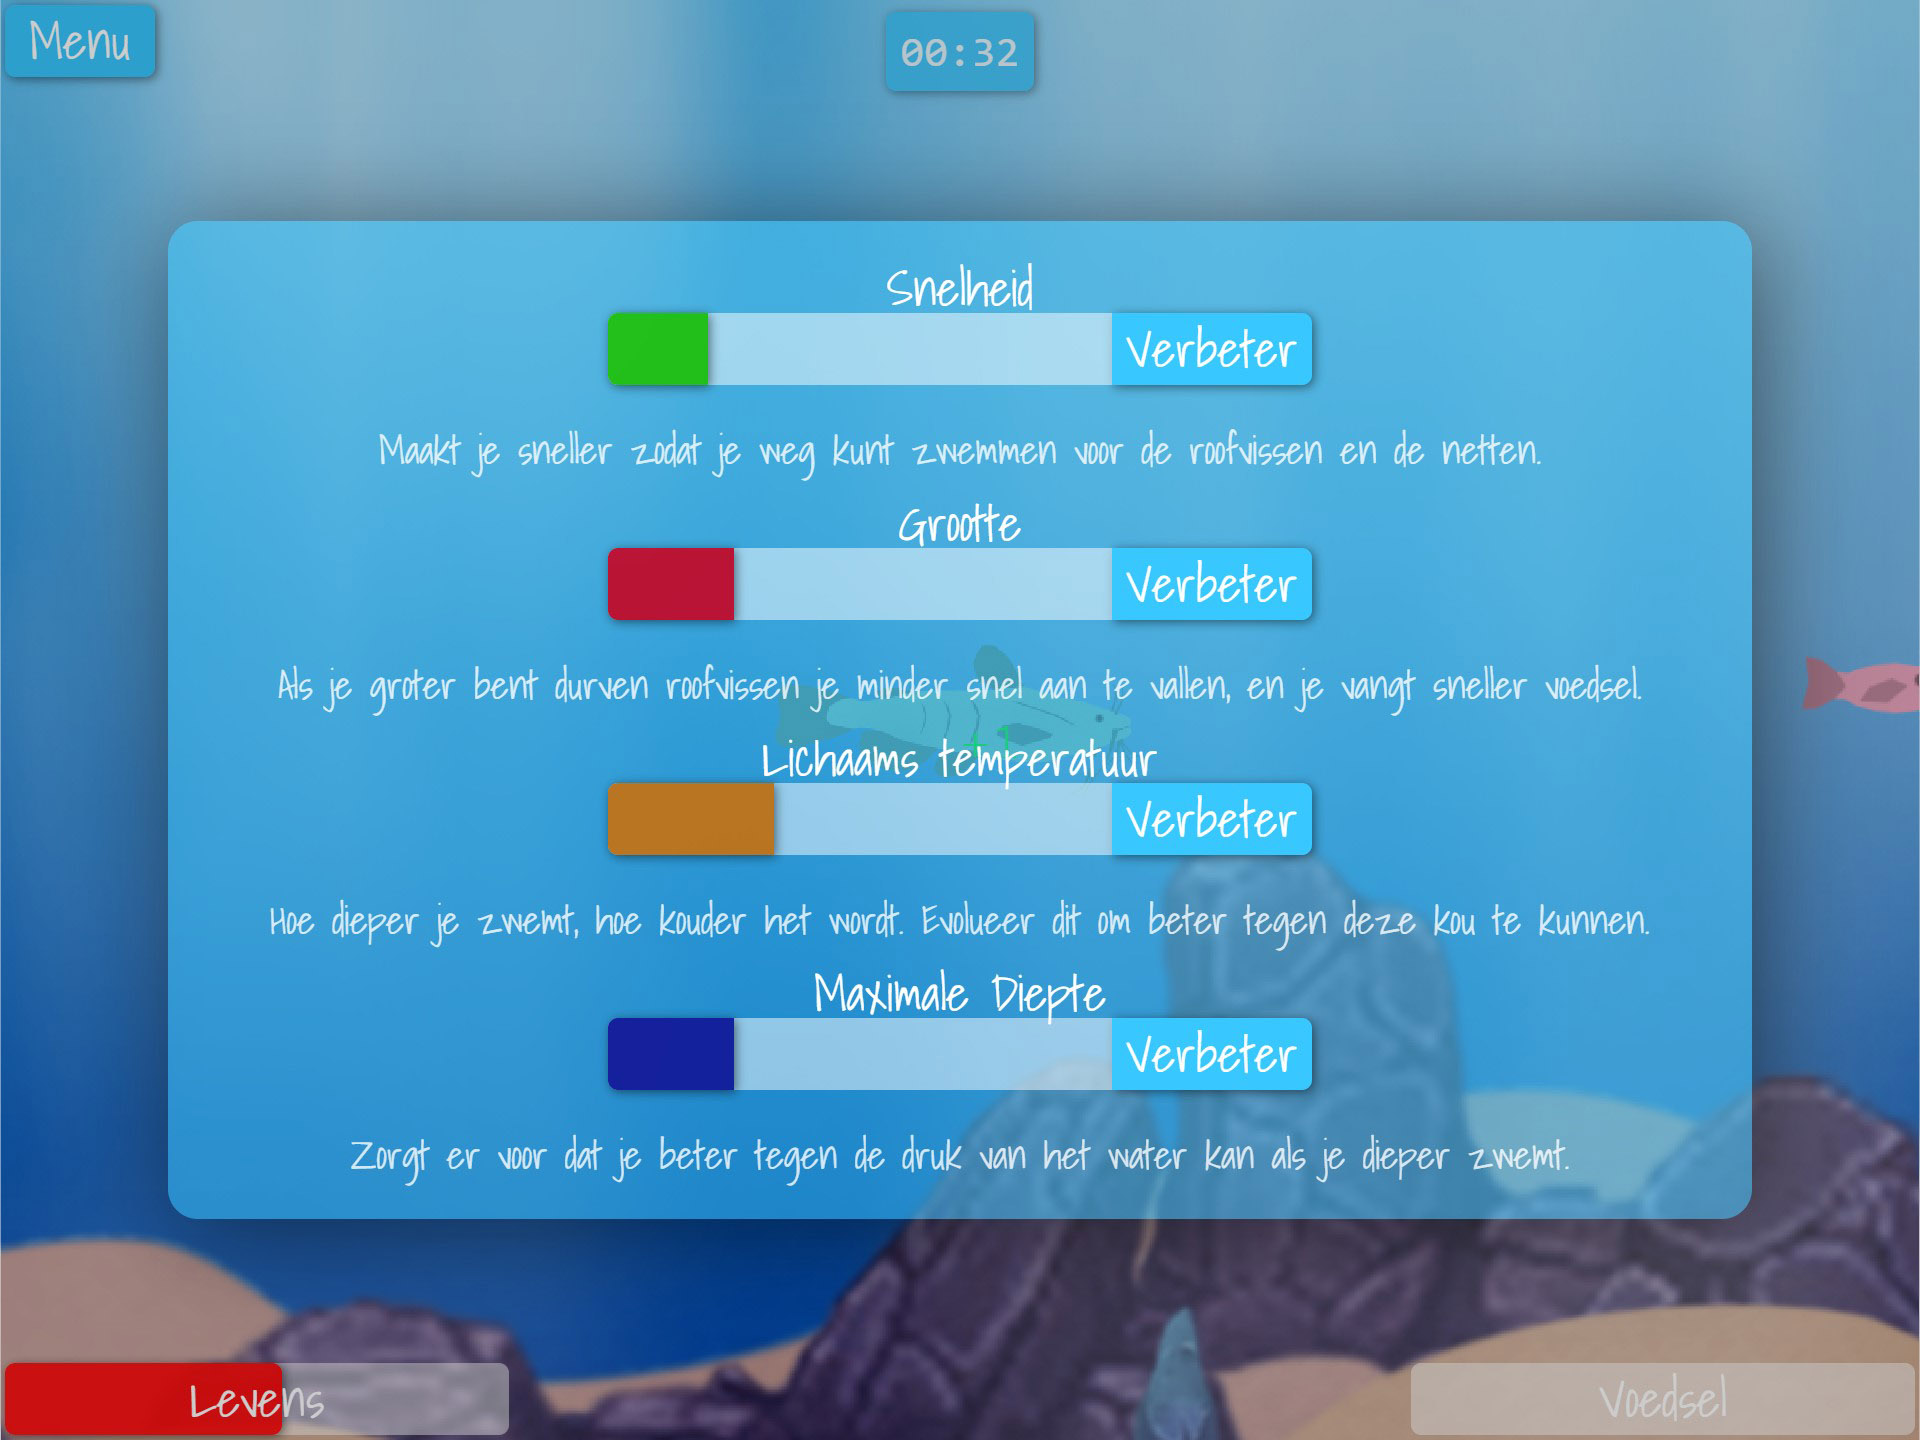 Menu
00:32
Snelheid
Verbeter
Maakt je sneller zodat je weg kunt zwemmen voor de roofvissen en de netten.
Grootte
Verbeter
Als je groter bent durven roofvissen je minder snel aan te vallen, en je vangt sneller voedsel.
+1
Lichaams temperatuur
Verbeter
Hoe dieper je zwemt, hoe kouder het wordt. Evolueer dit om beter tegen deze kou te kunnen.
Maximale Diepte
Verbeter
Zorgt er voor dat je beter tegen de druk van het water kan als je dieper zwemt.
Levens
Voedsel